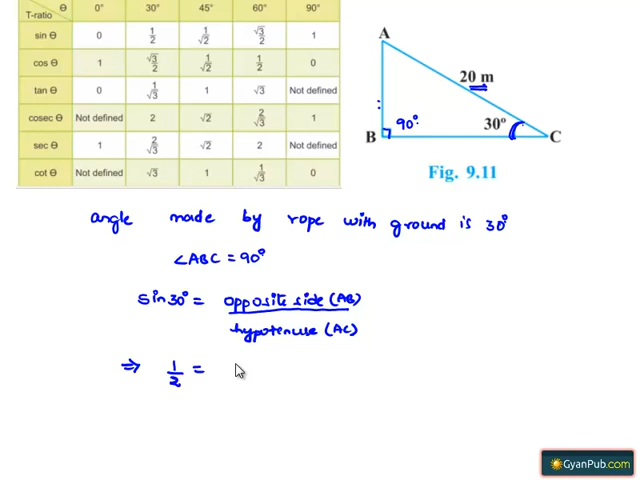 θ 0° 30° 45° 60° 90°
T-ratio
sin θ 0 1/2 1/√2 √3/2 1
cos θ 1 √3/2 1/√2 1/2 0
tan θ 0 1/√3 1 √3 Not defined
cosec θ Not defined 2 √2 2/√3 1
sec θ 1 2/√3 √2 2 Not defined
cot θ Not defined √3 1 1/√3 0
A
20 m
90°
30°
B
C
Fig. 9.11
angle made by rope with ground is 30°
∠ABC = 90°
Sin30° = opposite side (AB)
hypotenuse (AC)
⇒ 1/2 =
GyanPub.com